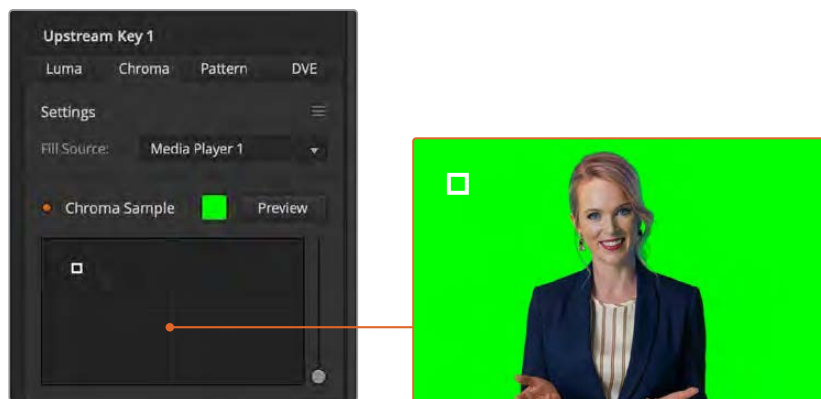 Upstream Key 1
Luma Chroma Pattern DVE
Settings
Fill Source: Media Player 1
Chroma Sample Preview